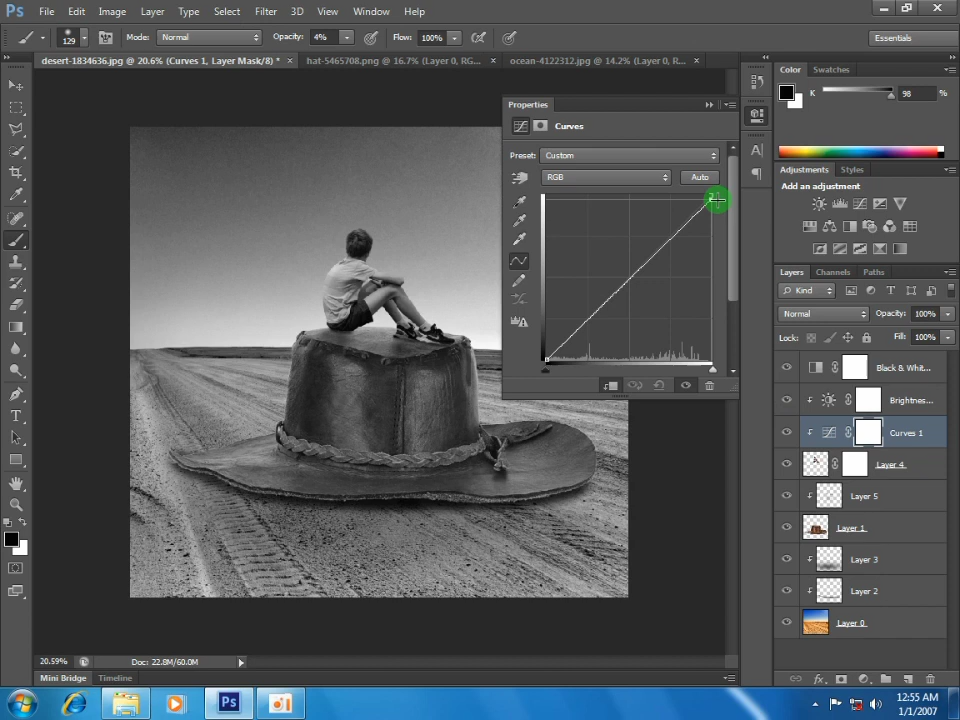 Ps File Edit Image Layer Type Select Filter 3D View Window Help
129 Mode: Normal Opacity: 4% Flow: 100% Essentials
desert-1834636.jpg @ 20.6% (Curves 1, Layer Mask/8) * × hat-5465708.png @ 16.7% (Layer 0, RG... × ocean-4122312.jpg @ 14.2% (Layer 0, R... ×
Color Swatches
K 98 %
Properties
Curves
Preset: Custom
RGB Auto
Adjustments Styles
Add an adjustment
Layers Channels Paths
Kind
Normal Opacity: 100%
Lock: Fill: 100%
Black & Whit...
Brightnes...
Curves 1
Layer 4
Layer 5
Layer 1
Layer 3
Layer 2
Layer 0
20.59% Doc: 22.8M/60.0M
Mini Bridge Timeline
Ps
12:55 AM
1/1/2007